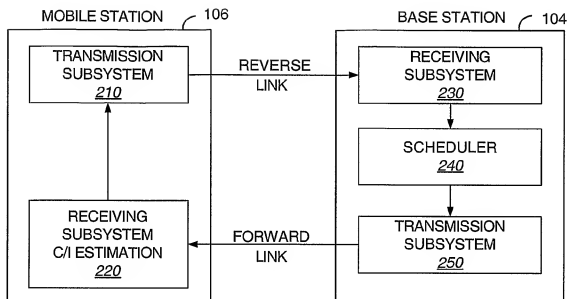 MOBILE STATION
106
TRANSMISSION
SUBSYSTEM
210
RECEIVING
SUBSYSTEM
C/I ESTIMATION
220
REVERSE
LINK
FORWARD
LINK
BASE STATION
104
RECEIVING
SUBSYSTEM
230
SCHEDULER
240
TRANSMISSION
SUBSYSTEM
250